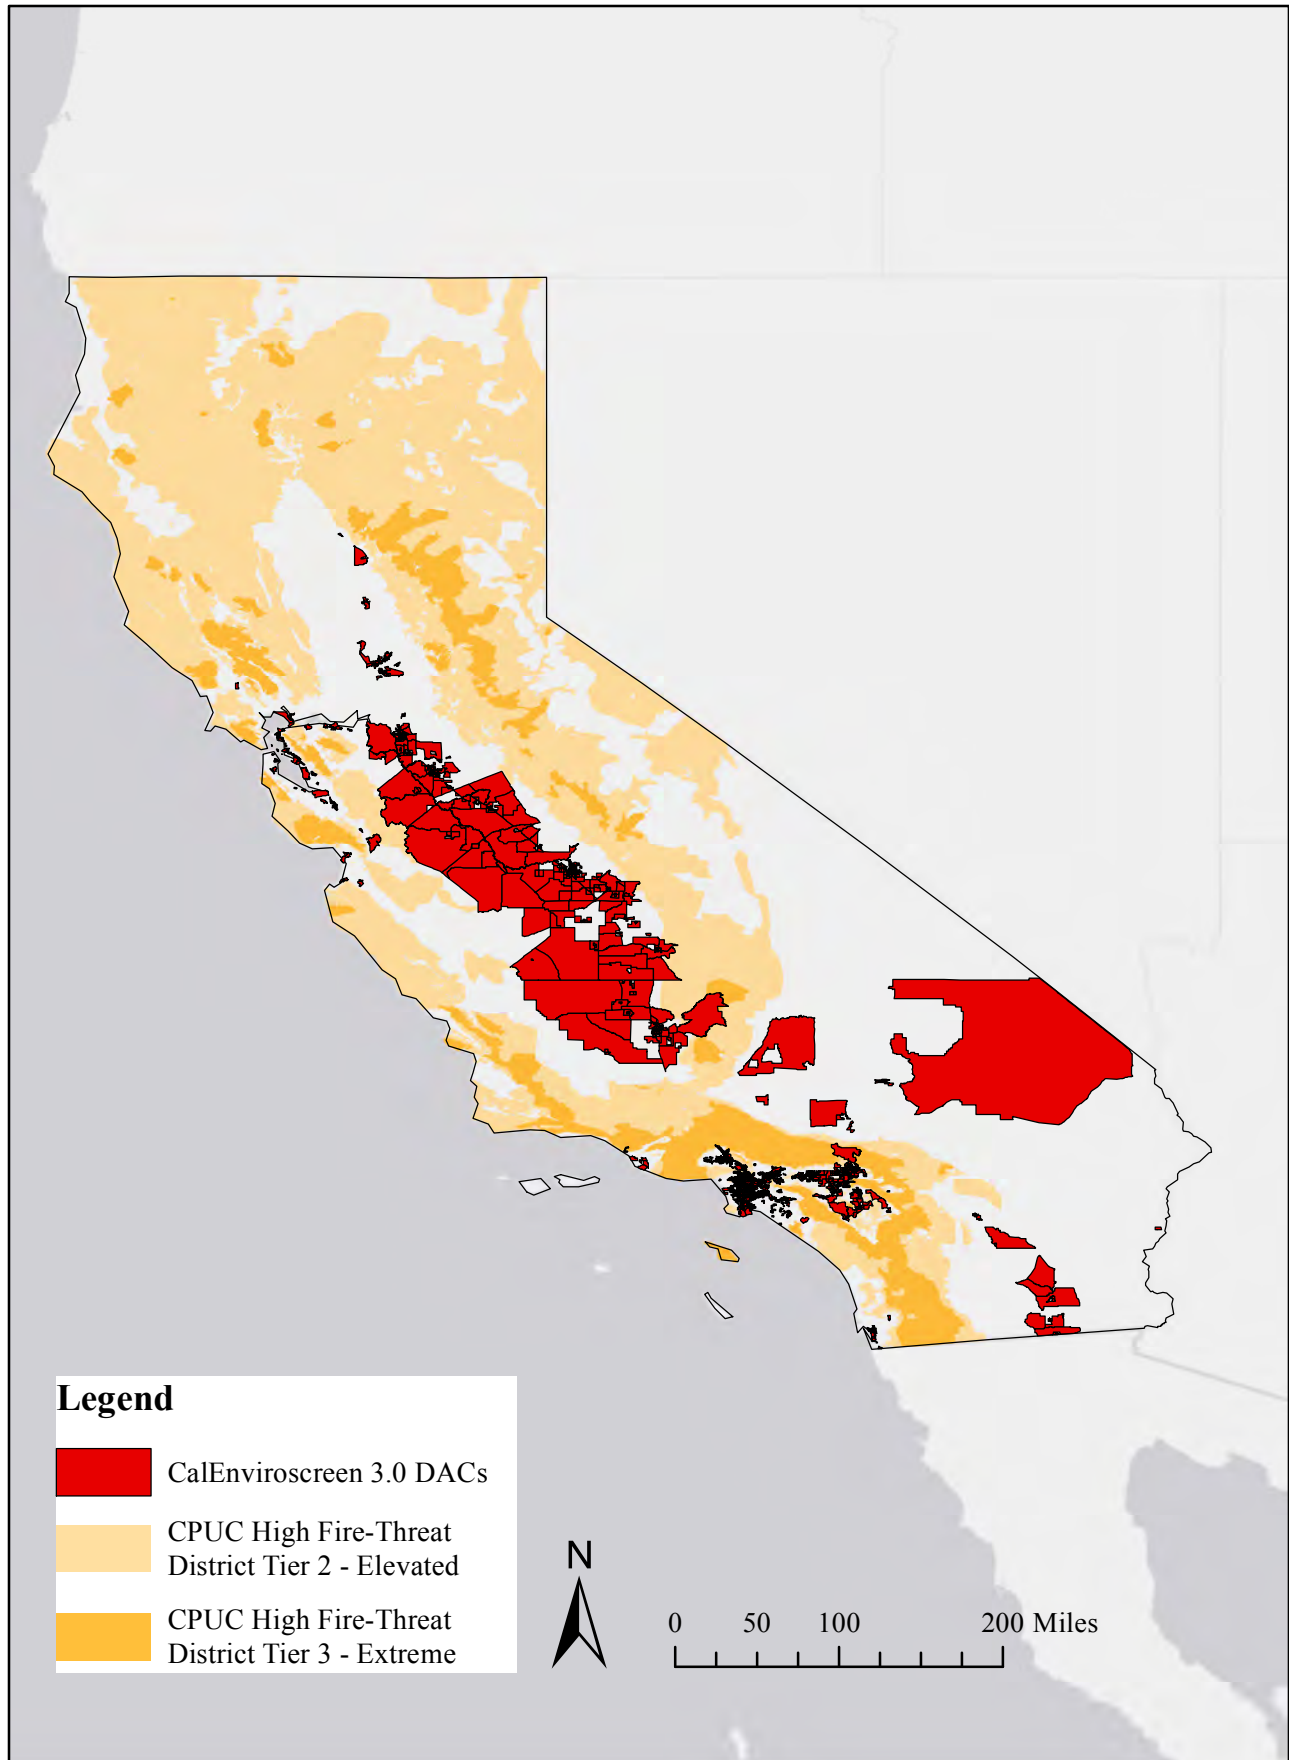 Legend
CalEnviroscreen 3.0 DACs
CPUC High Fire-Threat
District Tier 2 - Elevated
CPUC High Fire-Threat
District Tier 3 - Extreme
N
0 50 100 200 Miles